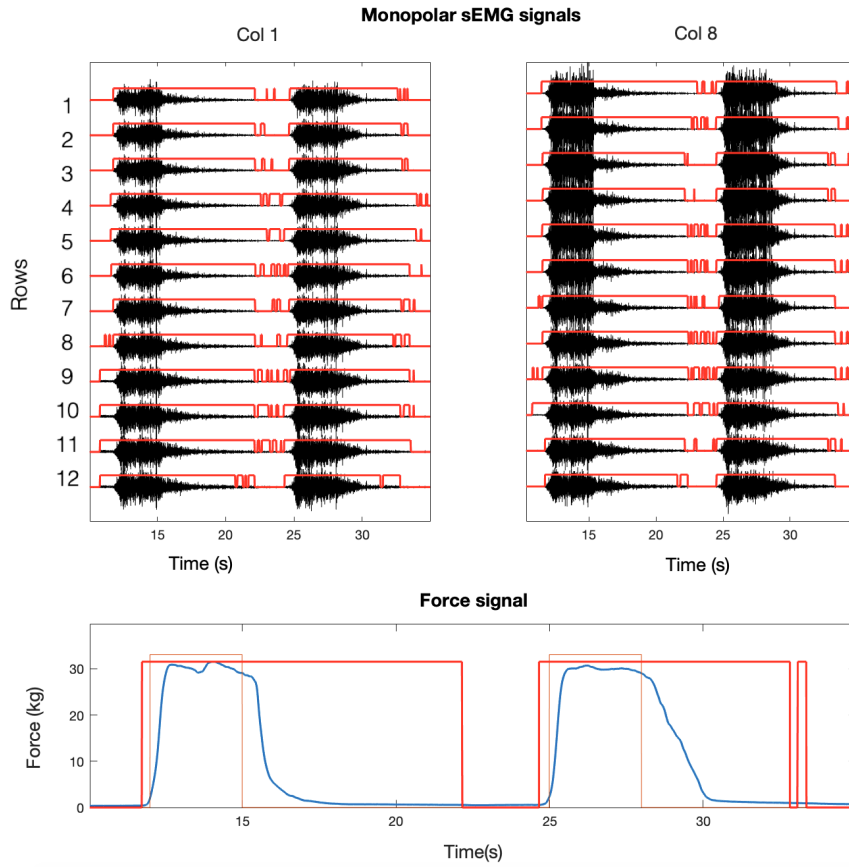 Monopolar sEMG signals
Col 1
Col 8
Rows
1
2
3
4
5
6
7
8
9
10
11
12
15 20 25 30
15 20 25 30
Time (s)
Time (s)
Force signal
Force (kg)
30
20
10
0
15 20 25 30
Time(s)